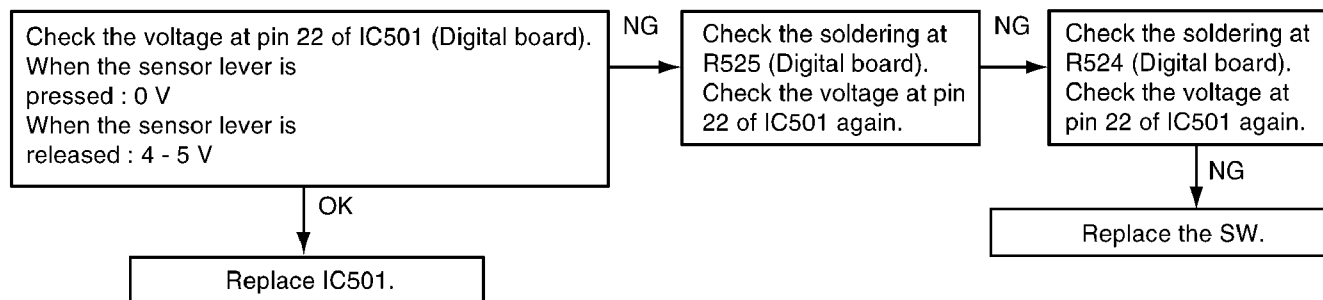 Check the voltage at pin 22 of IC501 (Digital board).
When the sensor lever is
pressed : 0 V
When the sensor lever is
released : 4 - 5 V
NG
Check the soldering at
R525 (Digital board).
Check the voltage at pin
22 of IC501 again.
NG
Check the soldering at
R524 (Digital board).
Check the voltage at
pin 22 of IC501 again.
OK
NG
Replace IC501.
Replace the SW.